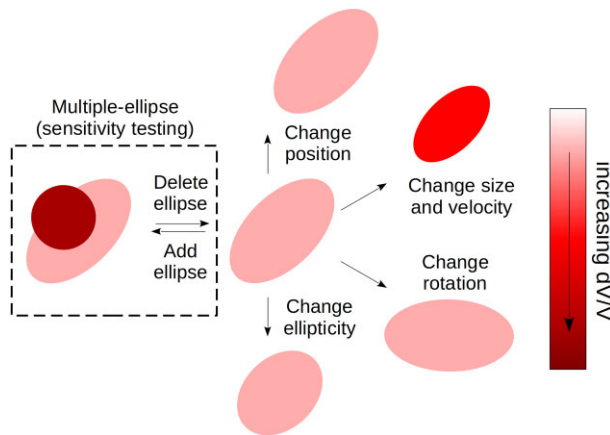 Multiple-ellipse
(sensitivity testing)
Delete
ellipse
Add
ellipse
Change
position
Change size
and velocity
Change
rotation
Change
ellipticity
increasing dV/V